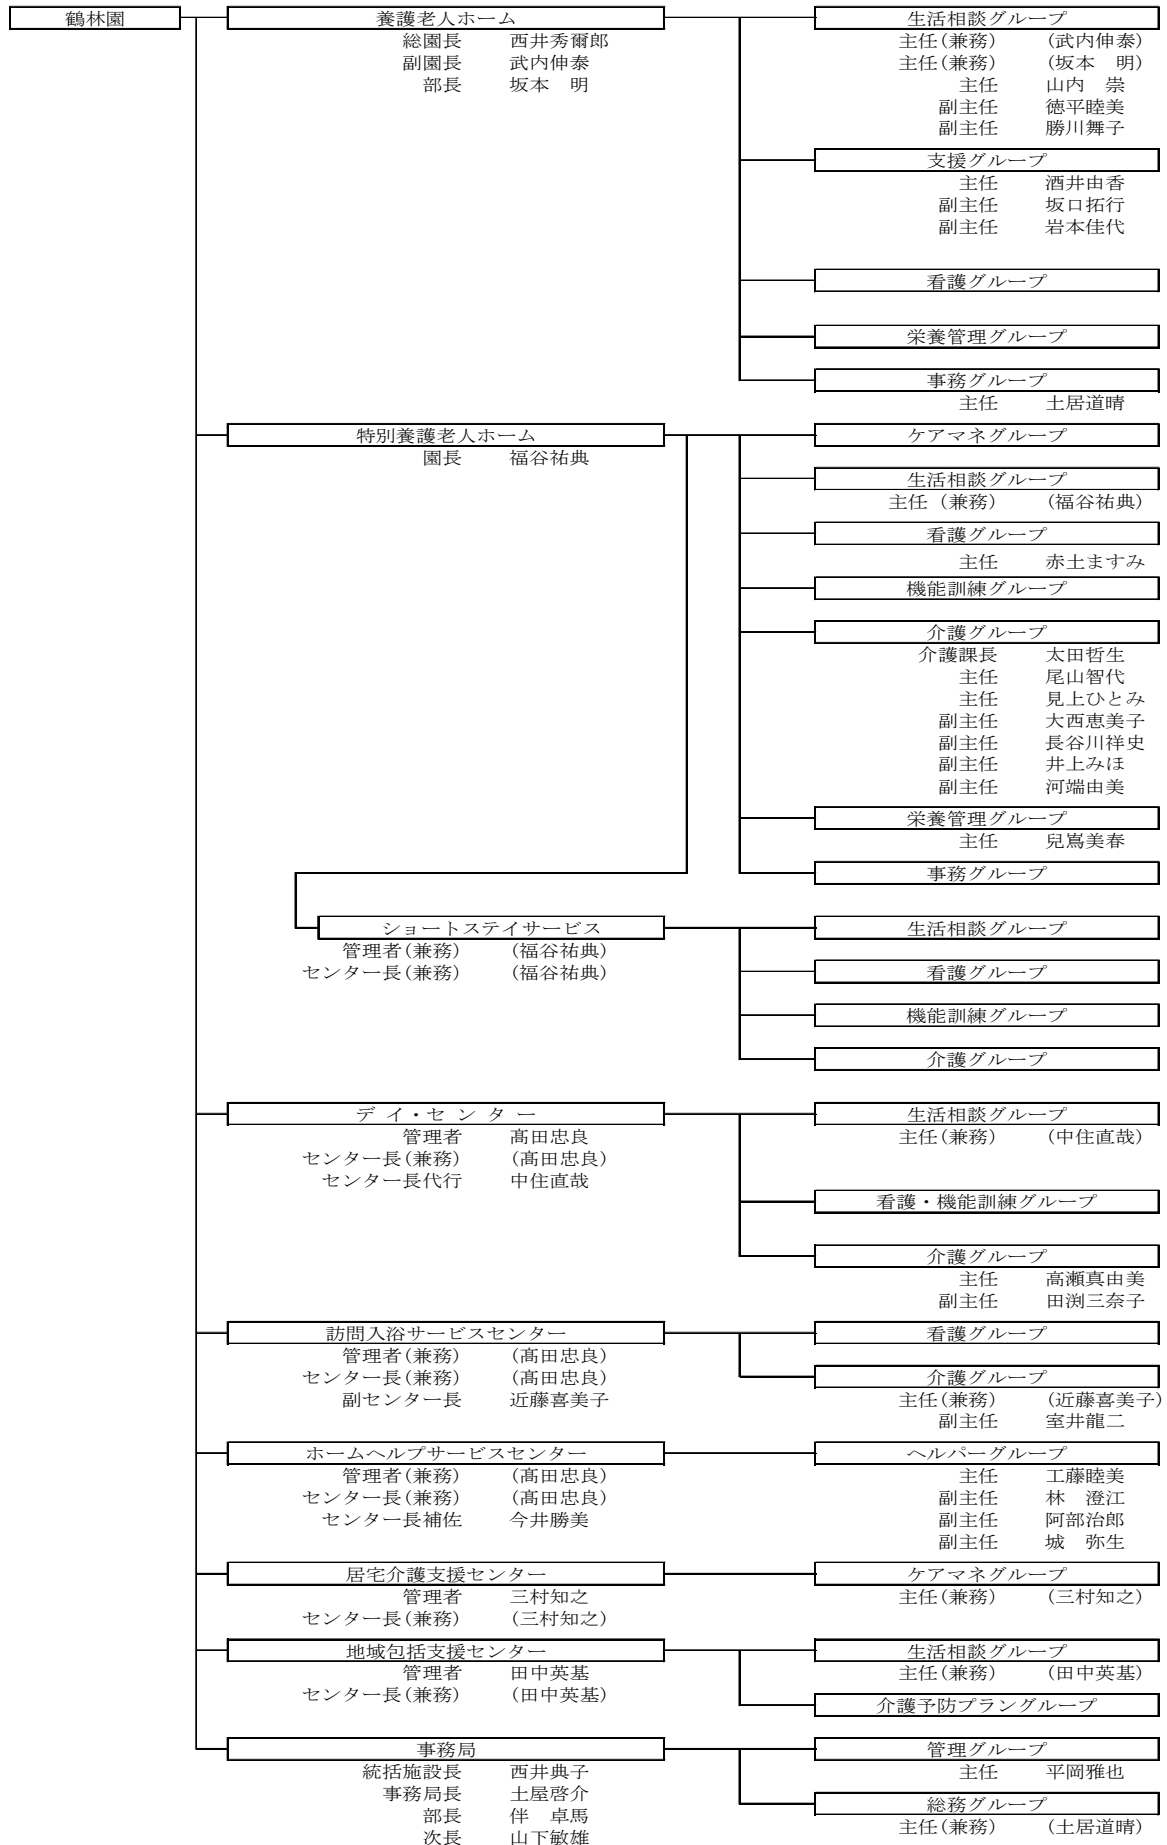 鶴林園
養護老人ホーム
総園長 西井秀爾郎
副園長 武内伸泰
部長 坂本　明
生活相談グループ
主任(兼務) (武内伸泰)
主任(兼務) (坂本　明)
主任 山内　崇
副主任 徳平睦美
副主任 勝川舞子
支援グループ
主任 酒井由香
副主任 坂口拓行
副主任 岩本佳代
看護グループ
栄養管理グループ
事務グループ
主任 土居道晴
特別養護老人ホーム
園長 福谷祐典
ケアマネグループ
生活相談グループ
主任（兼務） (福谷祐典)
看護グループ
主任 赤土ますみ
機能訓練グループ
介護グループ
介護課長 太田哲生
主任 尾山智代
主任 見上ひとみ
副主任 大西恵美子
副主任 長谷川祥史
副主任 井上みほ
副主任 河端由美
栄養管理グループ
主任 兒嶌美春
事務グループ
ショートステイサービス
管理者(兼務) (福谷祐典)
センター長(兼務) (福谷祐典)
生活相談グループ
看護グループ
機能訓練グループ
介護グループ
デ イ・セ ン タ ー
管理者 髙田忠良
センター長(兼務) (髙田忠良)
センター長代行 中住直哉
生活相談グループ
主任(兼務) (中住直哉)
看護・機能訓練グループ
介護グループ
主任 高瀬真由美
副主任 田渕三奈子
訪問入浴サービスセンター
管理者(兼務) (髙田忠良)
センター長(兼務) (髙田忠良)
副センター長 近藤喜美子
看護グループ
介護グループ
主任(兼務) (近藤喜美子)
副主任 室井龍二
ホームヘルプサービスセンター
管理者(兼務) (髙田忠良)
センター長(兼務) (髙田忠良)
センター長補佐 今井勝美
ヘルパーグループ
主任 工藤睦美
副主任 林　澄江
副主任 阿部治郎
副主任 城　弥生
居宅介護支援センター
管理者 三村知之
センター長(兼務) (三村知之)
ケアマネグループ
主任(兼務) (三村知之)
地域包括支援センター
管理者 田中英基
センター長(兼務) (田中英基)
生活相談グループ
主任(兼務) (田中英基)
介護予防プラングループ
事務局
統括施設長 西井典子
事務局長 土屋啓介
部長 伴　卓馬
次長 山下敏雄
管理グループ
主任 平岡雅也
総務グループ
主任(兼務) (土居道晴)